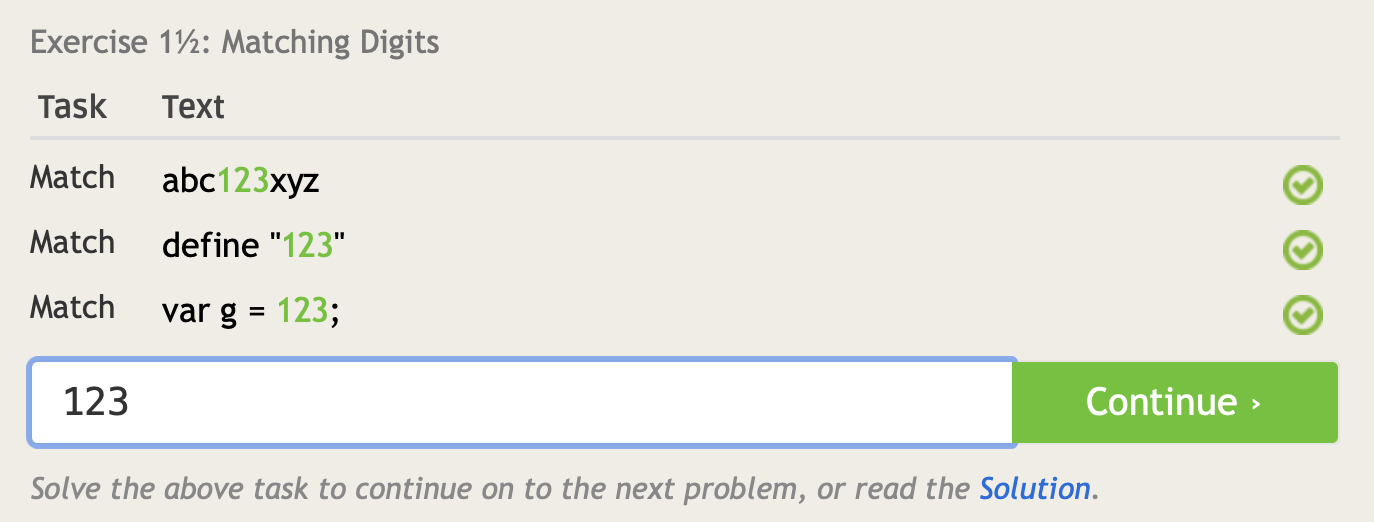 Exercise 1½: Matching Digits
Task Text
Match abc123xyz
Match define "123"
Match var g = 123;
123 Continue ›
Solve the above task to continue on to the next problem, or read the Solution.